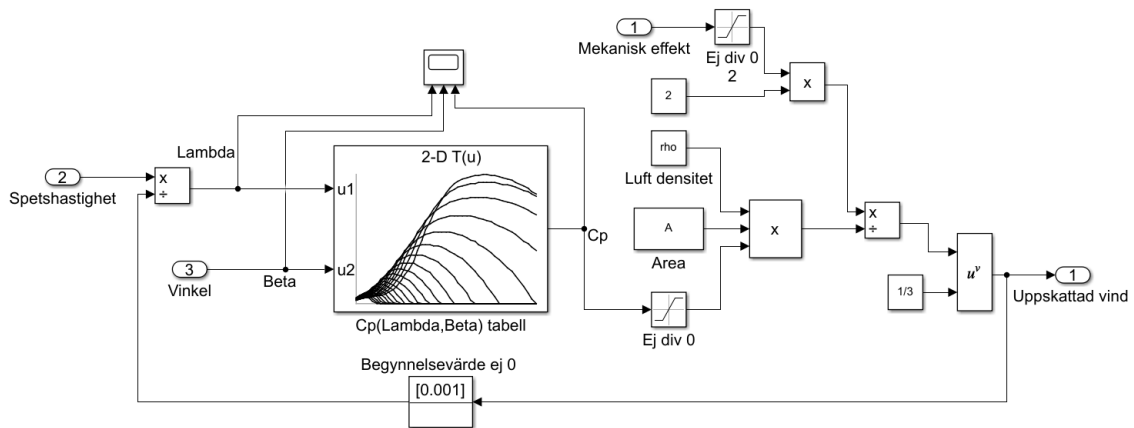 1
Mekanisk effekt
Ej div 0
2
x
2
rho
Luft densitet
A
Area
x
2
Spetshastighet
x
÷
Lambda
3
Vinkel
Beta
2-D T(u)
u1
u2
Cp(Lambda,Beta) tabell
Cp
Ej div 0
x
÷
1/3
u^v
1
Uppskattad vind
Begynnelsevärde ej 0
[0.001]